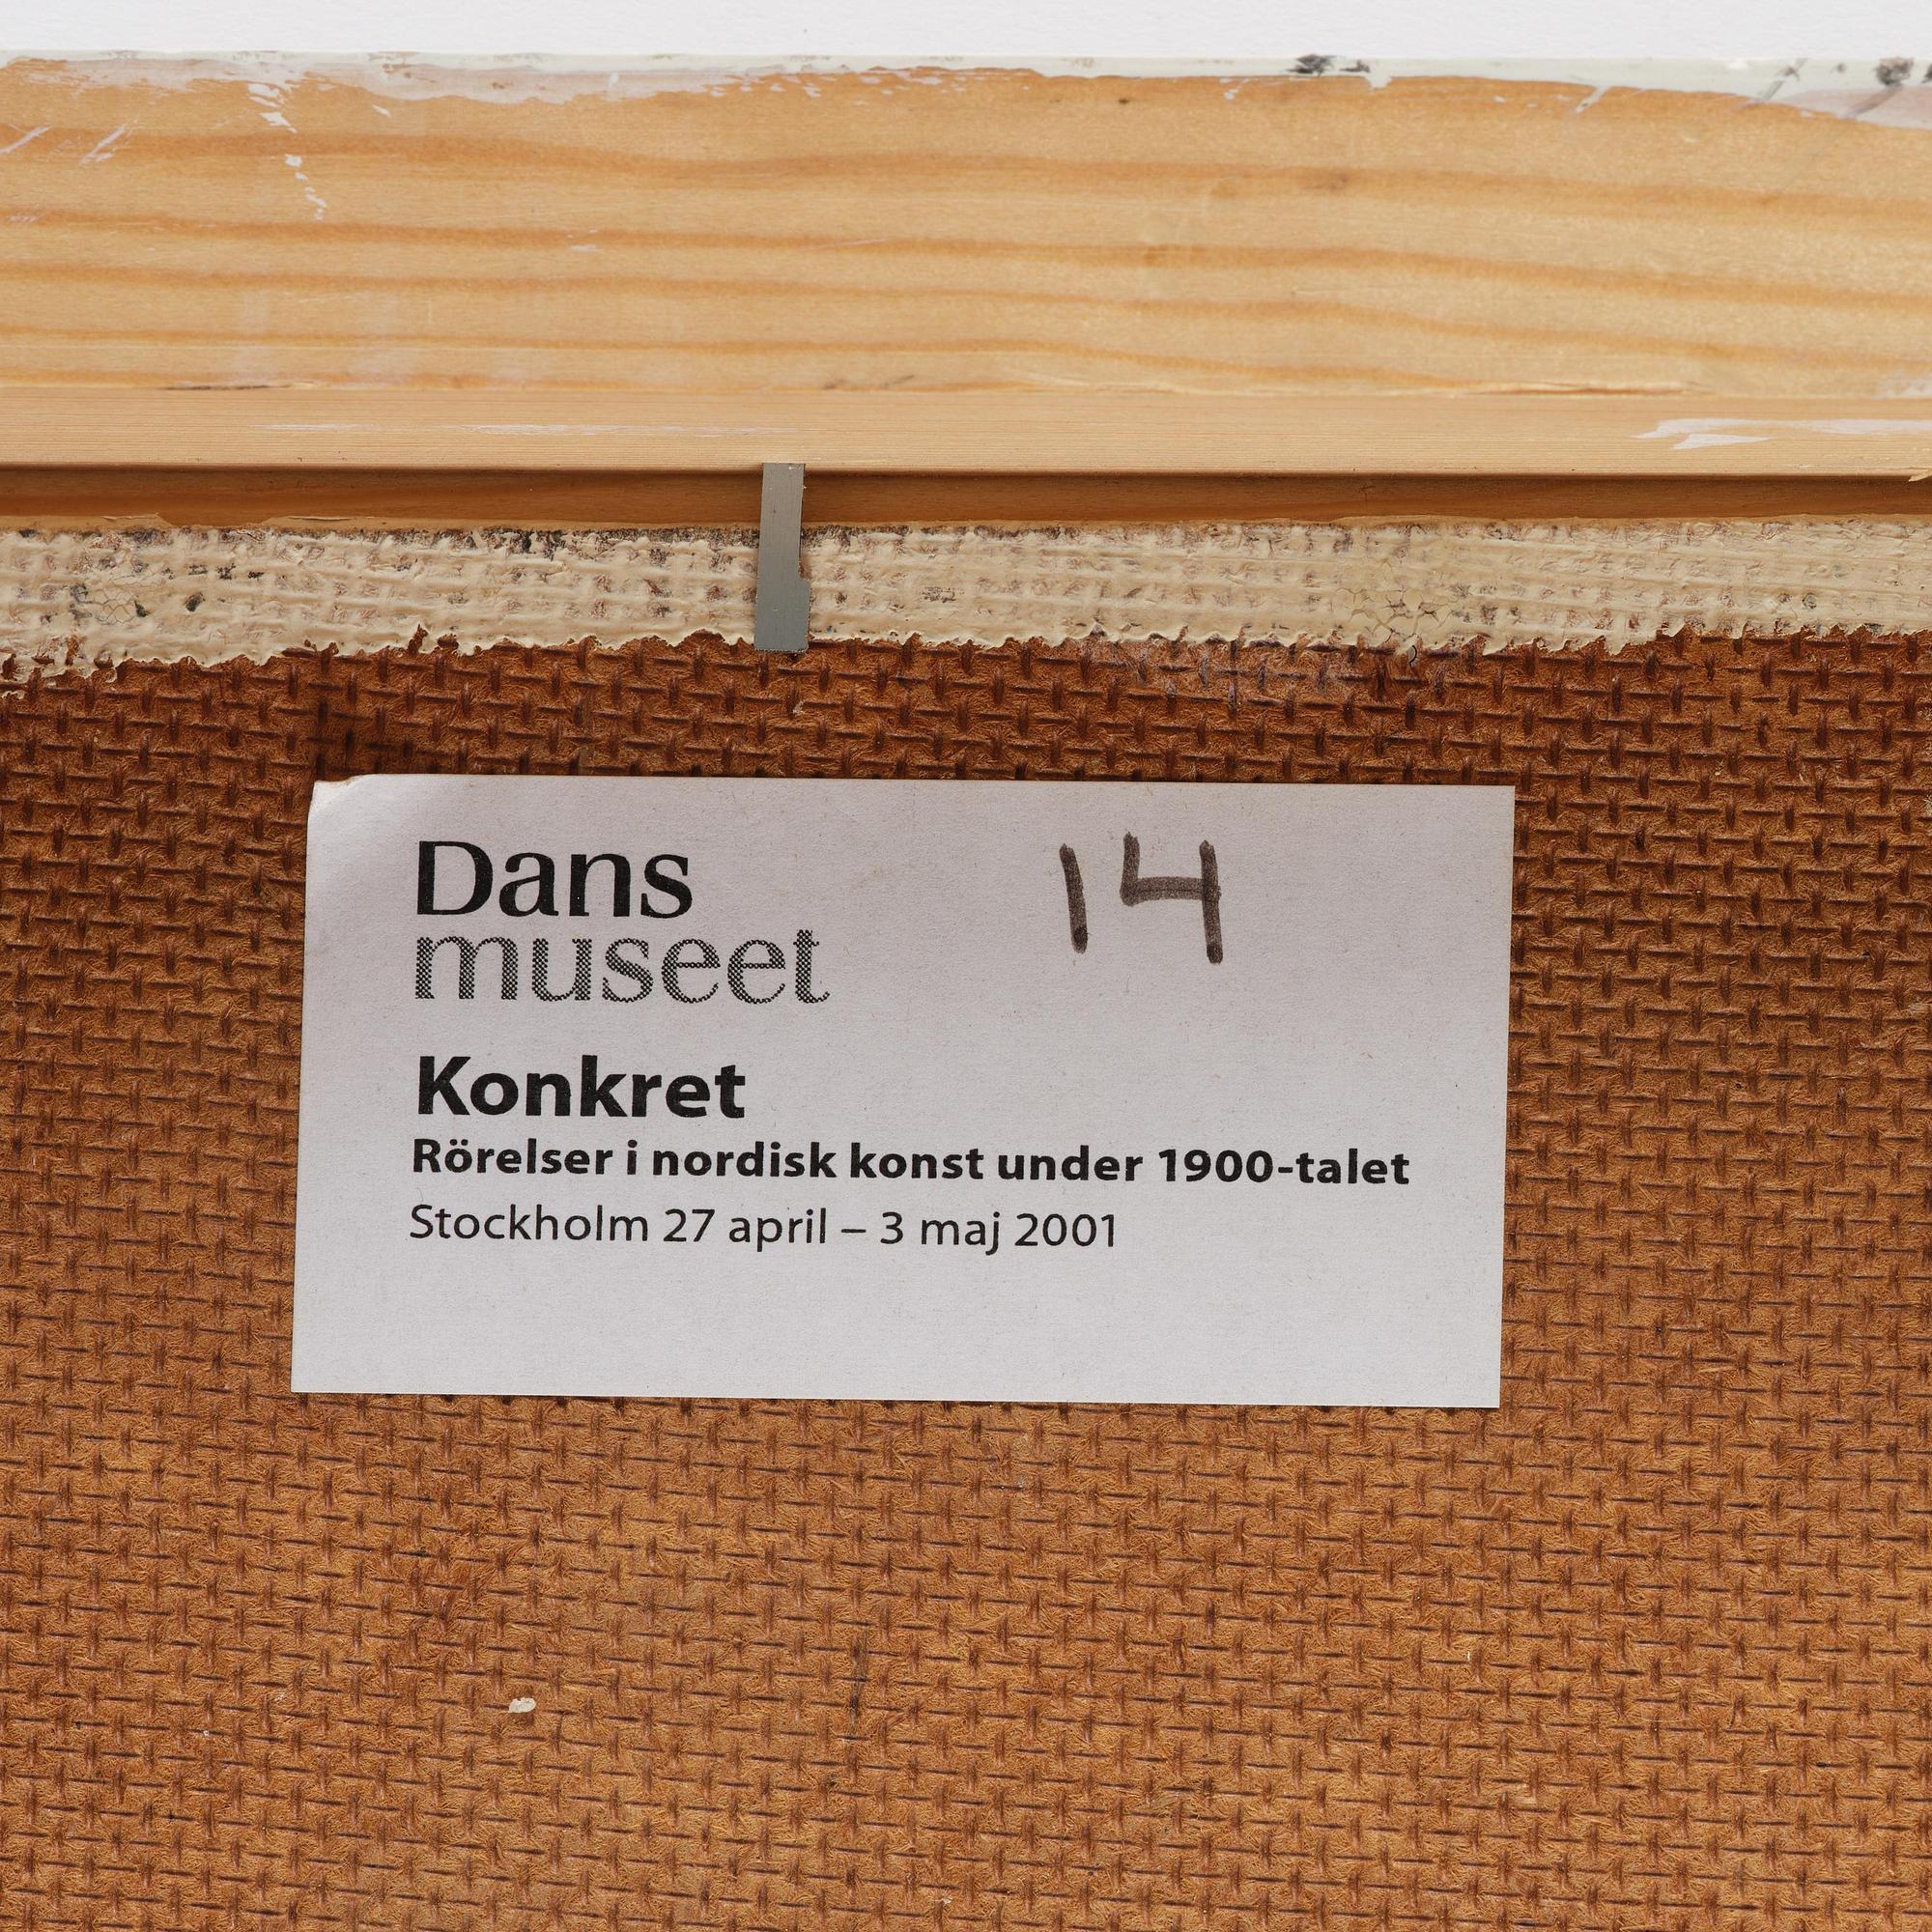 Dans
museet
14
Konkret
Rörelser i nordisk konst under 1900-talet
Stockholm 27 april – 3 maj 2001